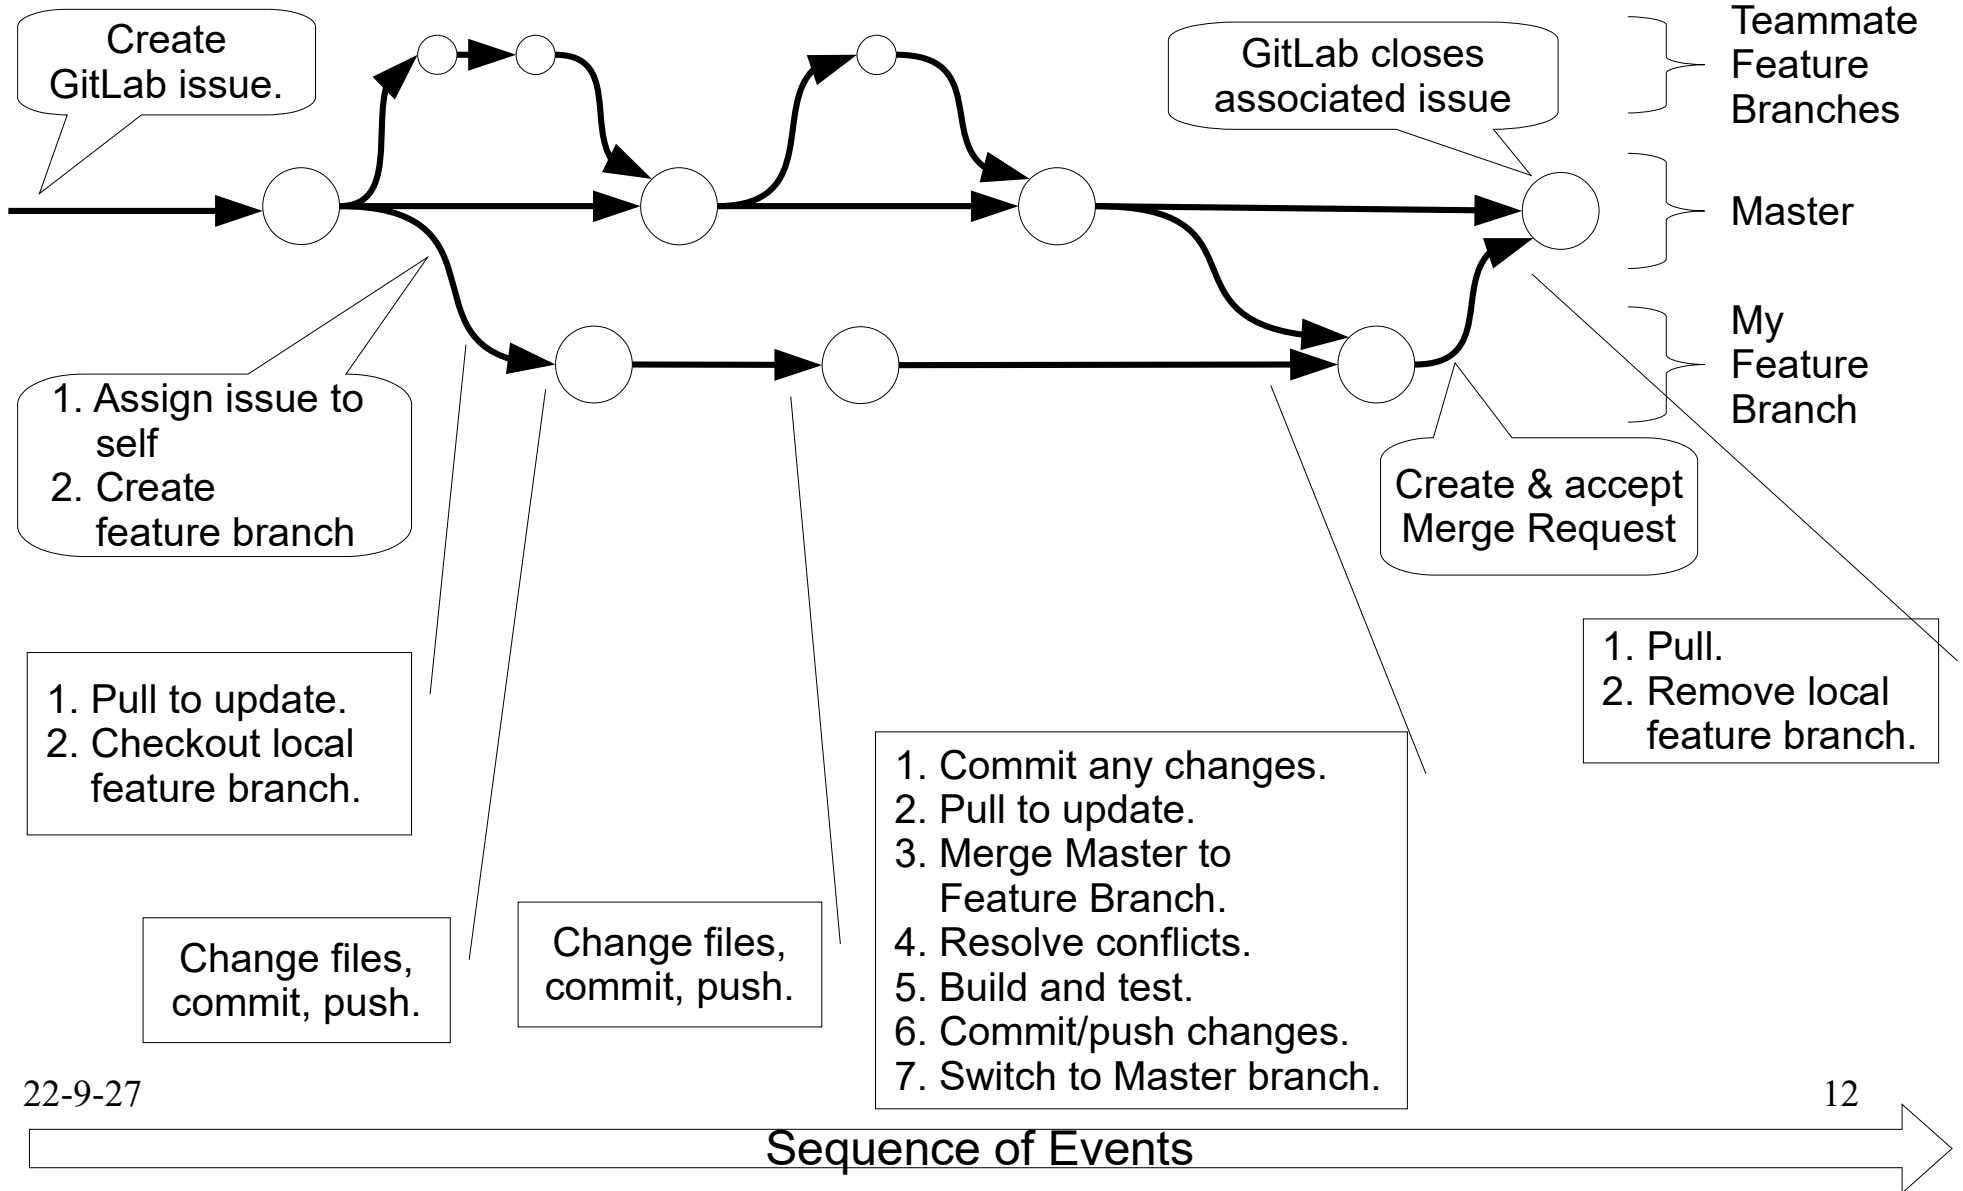 Create
GitLab issue.
GitLab closes
associated issue
Teammate
Feature
Branches
Master
My
Feature
Branch
1. Assign issue to
self
2. Create
feature branch
Create & accept
Merge Request
1. Pull to update.
2. Checkout local
feature branch.
Change files,
commit, push.
Change files,
commit, push.
1. Commit any changes.
2. Pull to update.
3. Merge Master to
Feature Branch.
4. Resolve conflicts.
5. Build and test.
6. Commit/push changes.
7. Switch to Master branch.
1. Pull.
2. Remove local
feature branch.
22-9-27
12
Sequence of Events